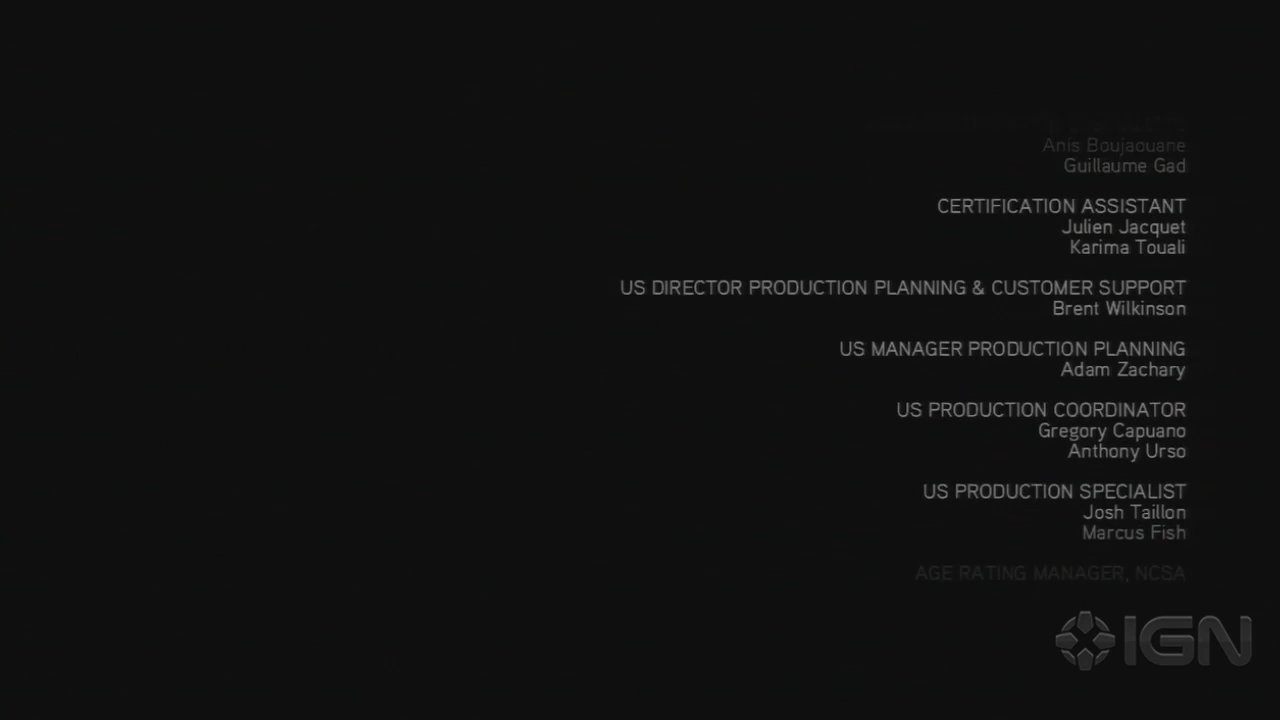 Anis Boujaouane
Guillaume Gad
CERTIFICATION ASSISTANT
Julien Jacquet
Karima Touali
US DIRECTOR PRODUCTION PLANNING & CUSTOMER SUPPORT
Brent Wilkinson
US MANAGER PRODUCTION PLANNING
Adam Zachary
US PRODUCTION COORDINATOR
Gregory Capuano
Anthony Urso
US PRODUCTION SPECIALIST
Josh Taillon
Marcus Fish
AGE RATING MANAGER, NCSA
IGN